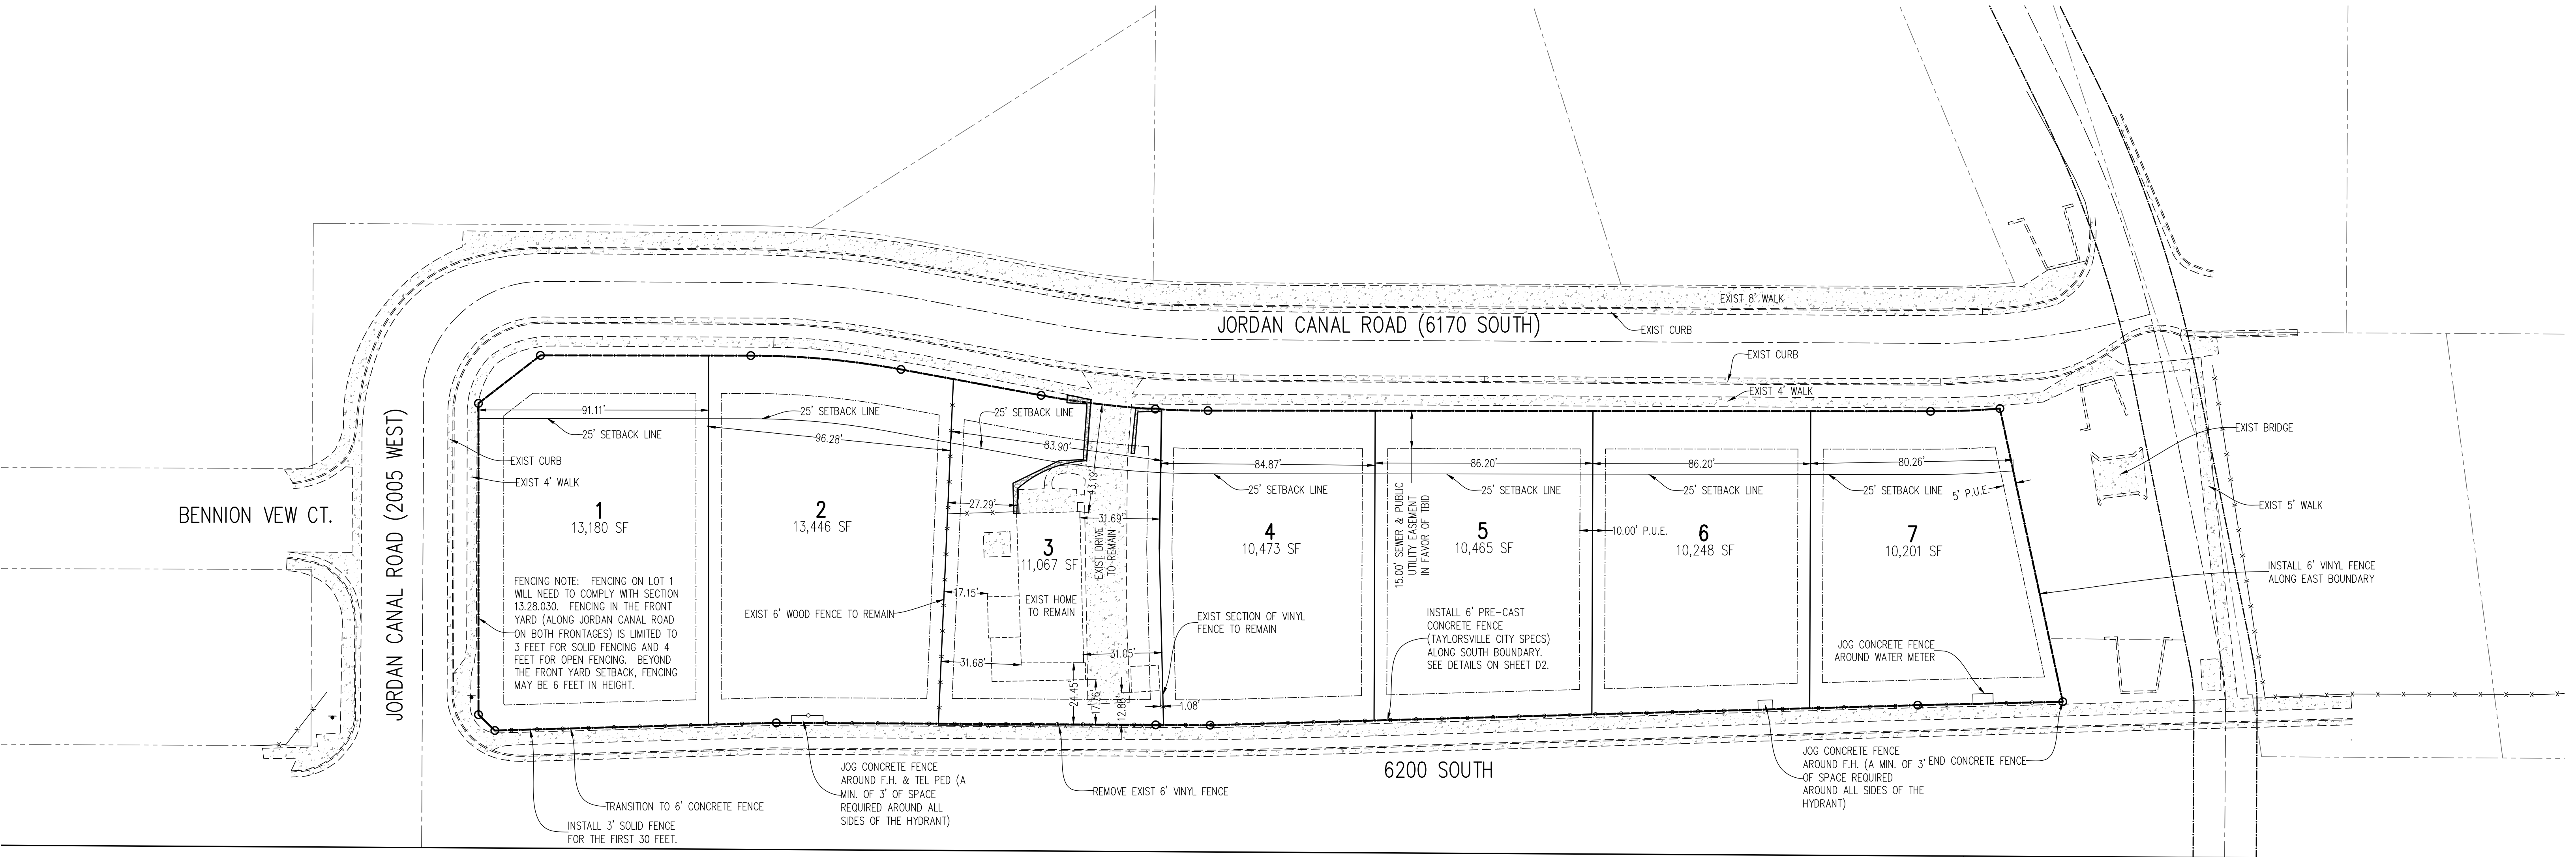 EXIST 8' WALK
JORDAN CANAL ROAD (6170 SOUTH)
EXIST CURB
EXIST CURB
EXIST 4' WALK
BENNION VEW CT.
JORDAN CANAL ROAD (2005 WEST)
EXIST CURB
EXIST 4' WALK
91.11'
25' SETBACK LINE
1
13,180 SF
FENCING NOTE: FENCING ON LOT 1
WILL NEED TO COMPLY WITH SECTION
13.28.030. FENCING IN THE FRONT
YARD (ALONG JORDAN CANAL ROAD
ON BOTH FRONTAGES) IS LIMITED TO
3 FEET FOR SOLID FENCING AND 4
FEET FOR OPEN FENCING. BEYOND
THE FRONT YARD SETBACK, FENCING
MAY BE 6 FEET IN HEIGHT.
25' SETBACK LINE
96.28'
2
13,446 SF
EXIST 6' WOOD FENCE TO REMAIN
25' SETBACK LINE
83.90'
27.29'
43.19'
31.69'
3
11,067 SF
EXIST DRIVE
TO REMAIN
17.15'
EXIST HOME
TO REMAIN
31.68'
31.05'
24.45'
17.76'
12.88'
1.08'
84.87'
25' SETBACK LINE
4
10,473 SF
EXIST SECTION OF VINYL
FENCE TO REMAIN
86.20'
25' SETBACK LINE
15.00' SEWER & PUBLIC
UTILITY EASEMENT
IN FAVOR OF TBID
5
10,465 SF
10.00' P.U.E.
INSTALL 6' PRE-CAST
CONCRETE FENCE
(TAYLORSVILLE CITY SPECS)
ALONG SOUTH BOUNDARY.
SEE DETAILS ON SHEET D2.
86.20'
25' SETBACK LINE
6
10,248 SF
80.26'
25' SETBACK LINE
5' P.U.E.
7
10,201 SF
JOG CONCRETE FENCE
AROUND WATER METER
EXIST BRIDGE
EXIST 5' WALK
INSTALL 6' VINYL FENCE
ALONG EAST BOUNDARY
6200 SOUTH
TRANSITION TO 6' CONCRETE FENCE
INSTALL 3' SOLID FENCE
FOR THE FIRST 30 FEET.
JOG CONCRETE FENCE
AROUND F.H. & TEL PED (A
MIN. OF 3' OF SPACE
REQUIRED AROUND ALL
SIDES OF THE HYDRANT)
REMOVE EXIST 6' VINYL FENCE
JOG CONCRETE FENCE
AROUND F.H. (A MIN. OF 3'
OF SPACE REQUIRED
AROUND ALL SIDES OF THE
HYDRANT)
END CONCRETE FENCE